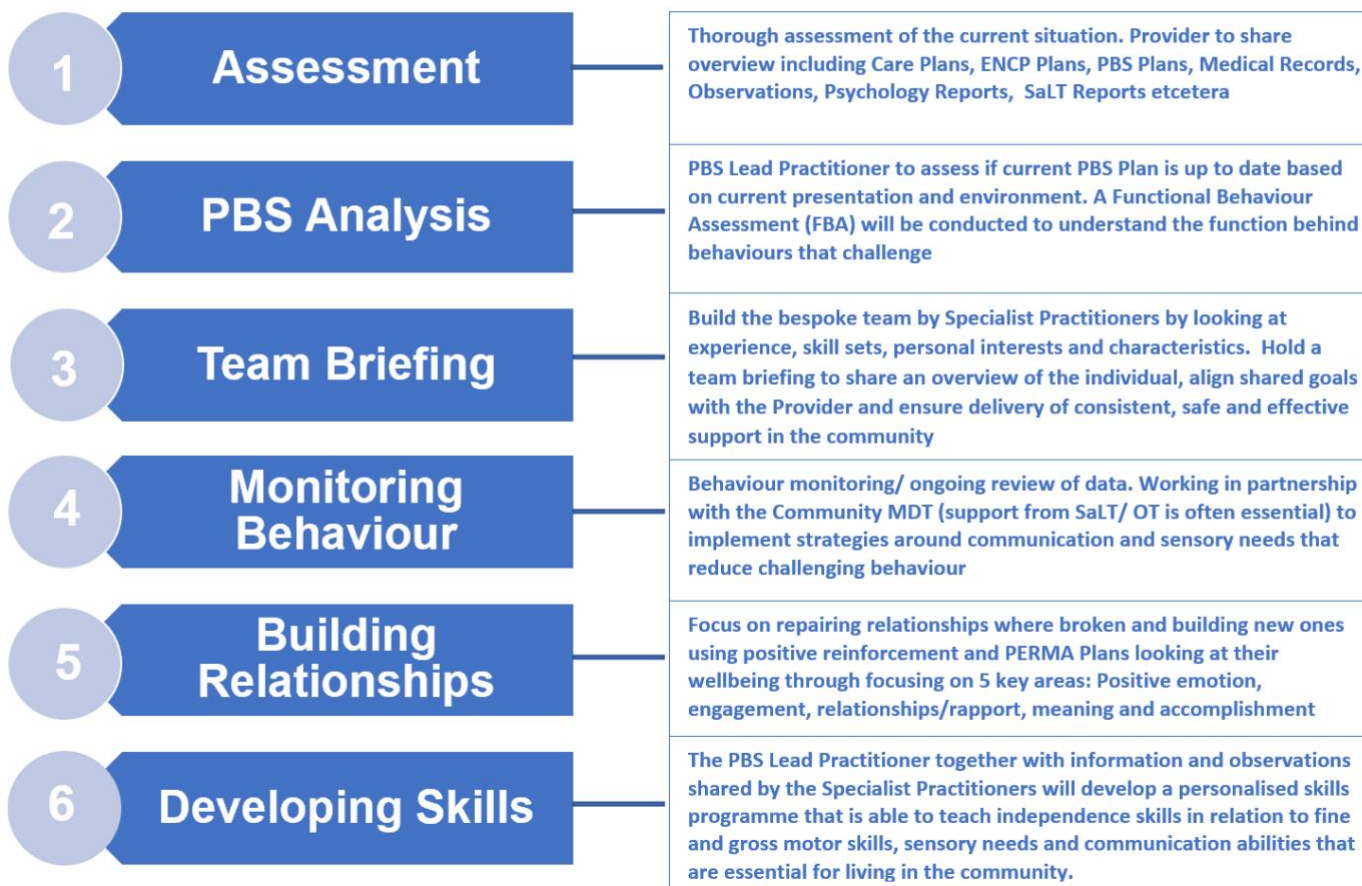 1
Assessment
Thorough assessment of the current situation. Provider to share
overview including Care Plans, ENCP Plans, PBS Plans, Medical Records,
Observations, Psychology Reports,  SaLT Reports etcetera
2
PBS Analysis
PBS Lead Practitioner to assess if current PBS Plan is up to date based
on current presentation and environment. A Functional Behaviour
Assessment (FBA) will be conducted to understand the function behind
behaviours that challenge
3
Team Briefing
Build the bespoke team by Specialist Practitioners by looking at
experience, skill sets, personal interests and characteristics.  Hold a
team briefing to share an overview of the individual, align shared goals
with the Provider and ensure delivery of consistent, safe and effective
support in the community
4
Monitoring
Behaviour
Behaviour monitoring/ ongoing review of data. Working in partnership
with the Community MDT (support from SaLT/ OT is often essential) to
implement strategies around communication and sensory needs that
reduce challenging behaviour
5
Building
Relationships
Focus on repairing relationships where broken and building new ones
using positive reinforcement and PERMA Plans looking at their
wellbeing through focusing on 5 key areas: Positive emotion,
engagement, relationships/rapport, meaning and accomplishment
6
Developing Skills
The PBS Lead Practitioner together with information and observations
shared by the Specialist Practitioners will develop a personalised skills
programme that is able to teach independence skills in relation to fine
and gross motor skills, sensory needs and communication abilities that
are essential for living in the community.